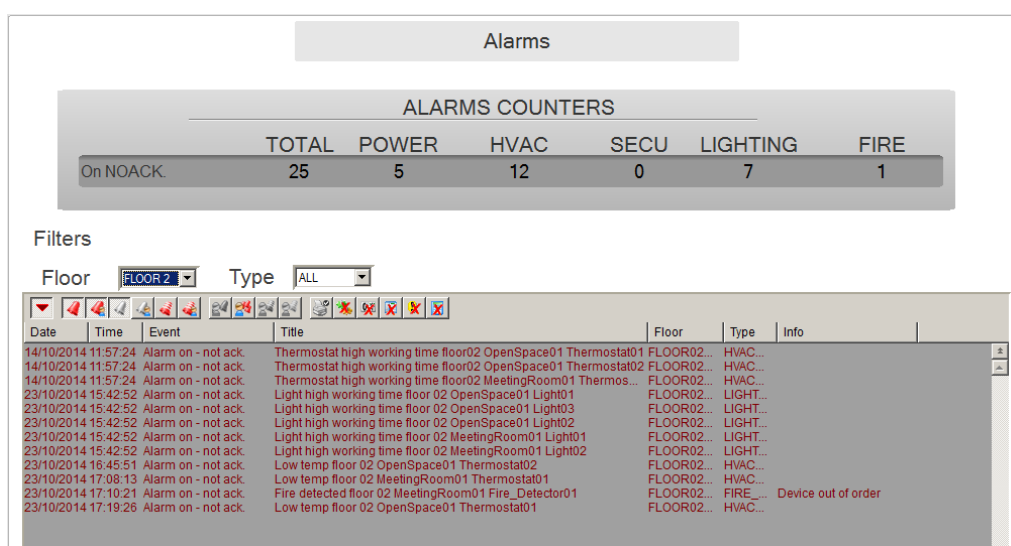 Alarms
ALARMS COUNTERS
TOTAL POWER HVAC SECU LIGHTING FIRE
On NOACK. 25 5 12 0 7 1
Filters
Floor FLOOR 2 Type ALL
Date Time Event Title Floor Type Info
14/10/2014 11:57:24 Alarm on - not ack. Thermostat high working time floor02 OpenSpace01 Thermostat01 FLOOR02... HVAC...
14/10/2014 11:57:24 Alarm on - not ack. Thermostat high working time floor02 OpenSpace01 Thermostat02 FLOOR02... HVAC...
14/10/2014 11:57:24 Alarm on - not ack. Thermostat high working time floor02 MeetingRoom01 Thermos... FLOOR02... HVAC...
23/10/2014 15:42:52 Alarm on - not ack. Light high working time floor 02 OpenSpace01 Light01 FLOOR02... LIGHT...
23/10/2014 15:42:52 Alarm on - not ack. Light high working time floor 02 OpenSpace01 Light03 FLOOR02... LIGHT...
23/10/2014 15:42:52 Alarm on - not ack. Light high working time floor 02 OpenSpace01 Light02 FLOOR02... LIGHT...
23/10/2014 15:42:52 Alarm on - not ack. Light high working time floor 02 MeetingRoom01 Light01 FLOOR02... LIGHT...
23/10/2014 15:42:52 Alarm on - not ack. Light high working time floor 02 MeetingRoom01 Light02 FLOOR02... LIGHT...
23/10/2014 16:45:51 Alarm on - not ack. Low temp floor 02 OpenSpace01 Thermostat02 FLOOR02... HVAC...
23/10/2014 17:08:13 Alarm on - not ack. Low temp floor 02 MeetingRoom01 Thermostat01 FLOOR02... HVAC...
23/10/2014 17:10:21 Alarm on - not ack. Fire detected floor 02 MeetingRoom01 Fire_Detector01 FLOOR02... FIRE_... Device out of order
23/10/2014 17:19:26 Alarm on - not ack. Low temp floor 02 OpenSpace01 Thermostat01 FLOOR02... HVAC...